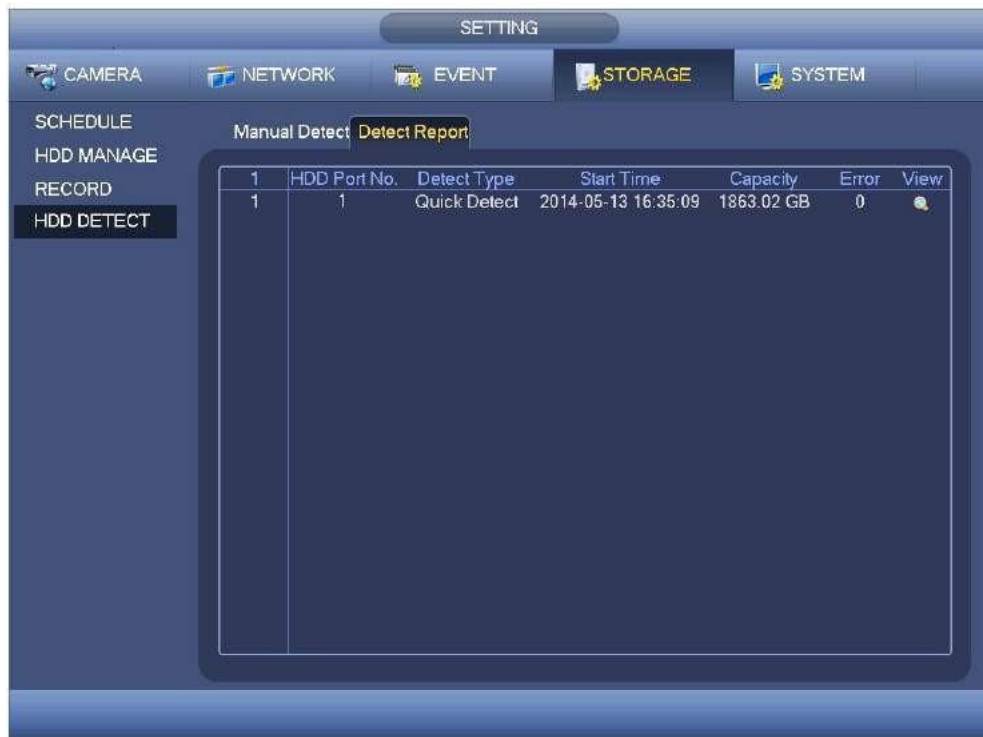 SETTING
CAMERA NETWORK EVENT STORAGE SYSTEM
SCHEDULE
HDD MANAGE
RECORD
HDD DETECT
Manual Detect Detect Report
1 HDD Port No. Detect Type Start Time Capacity Error View
1 1 Quick Detect 2014-05-13 16:35:09 1863.02 GB 0